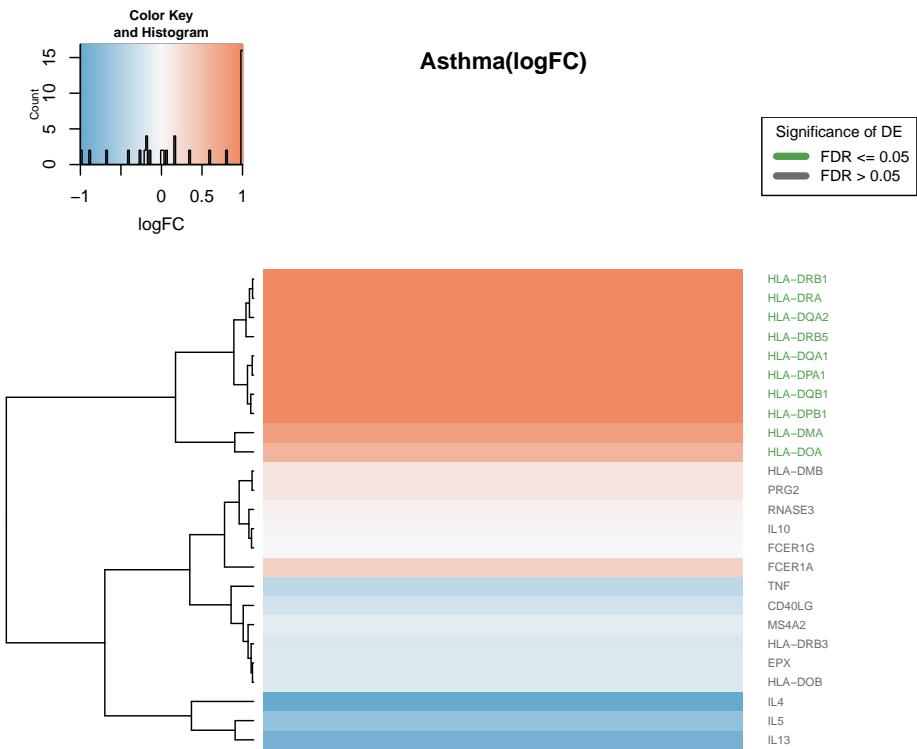 Color Key
and Histogram
Count
0 5 10 15
−1 0 0.5 1
logFC
Asthma(logFC)
Significance of DE
FDR <= 0.05
FDR > 0.05
HLA−DRB1
HLA−DRA
HLA−DQA2
HLA−DRB5
HLA−DQA1
HLA−DPA1
HLA−DQB1
HLA−DPB1
HLA−DMA
HLA−DOA
HLA−DMB
PRG2
RNASE3
IL10
FCER1G
FCER1A
TNF
CD40LG
MS4A2
HLA−DRB3
EPX
HLA−DOB
IL4
IL5
IL13